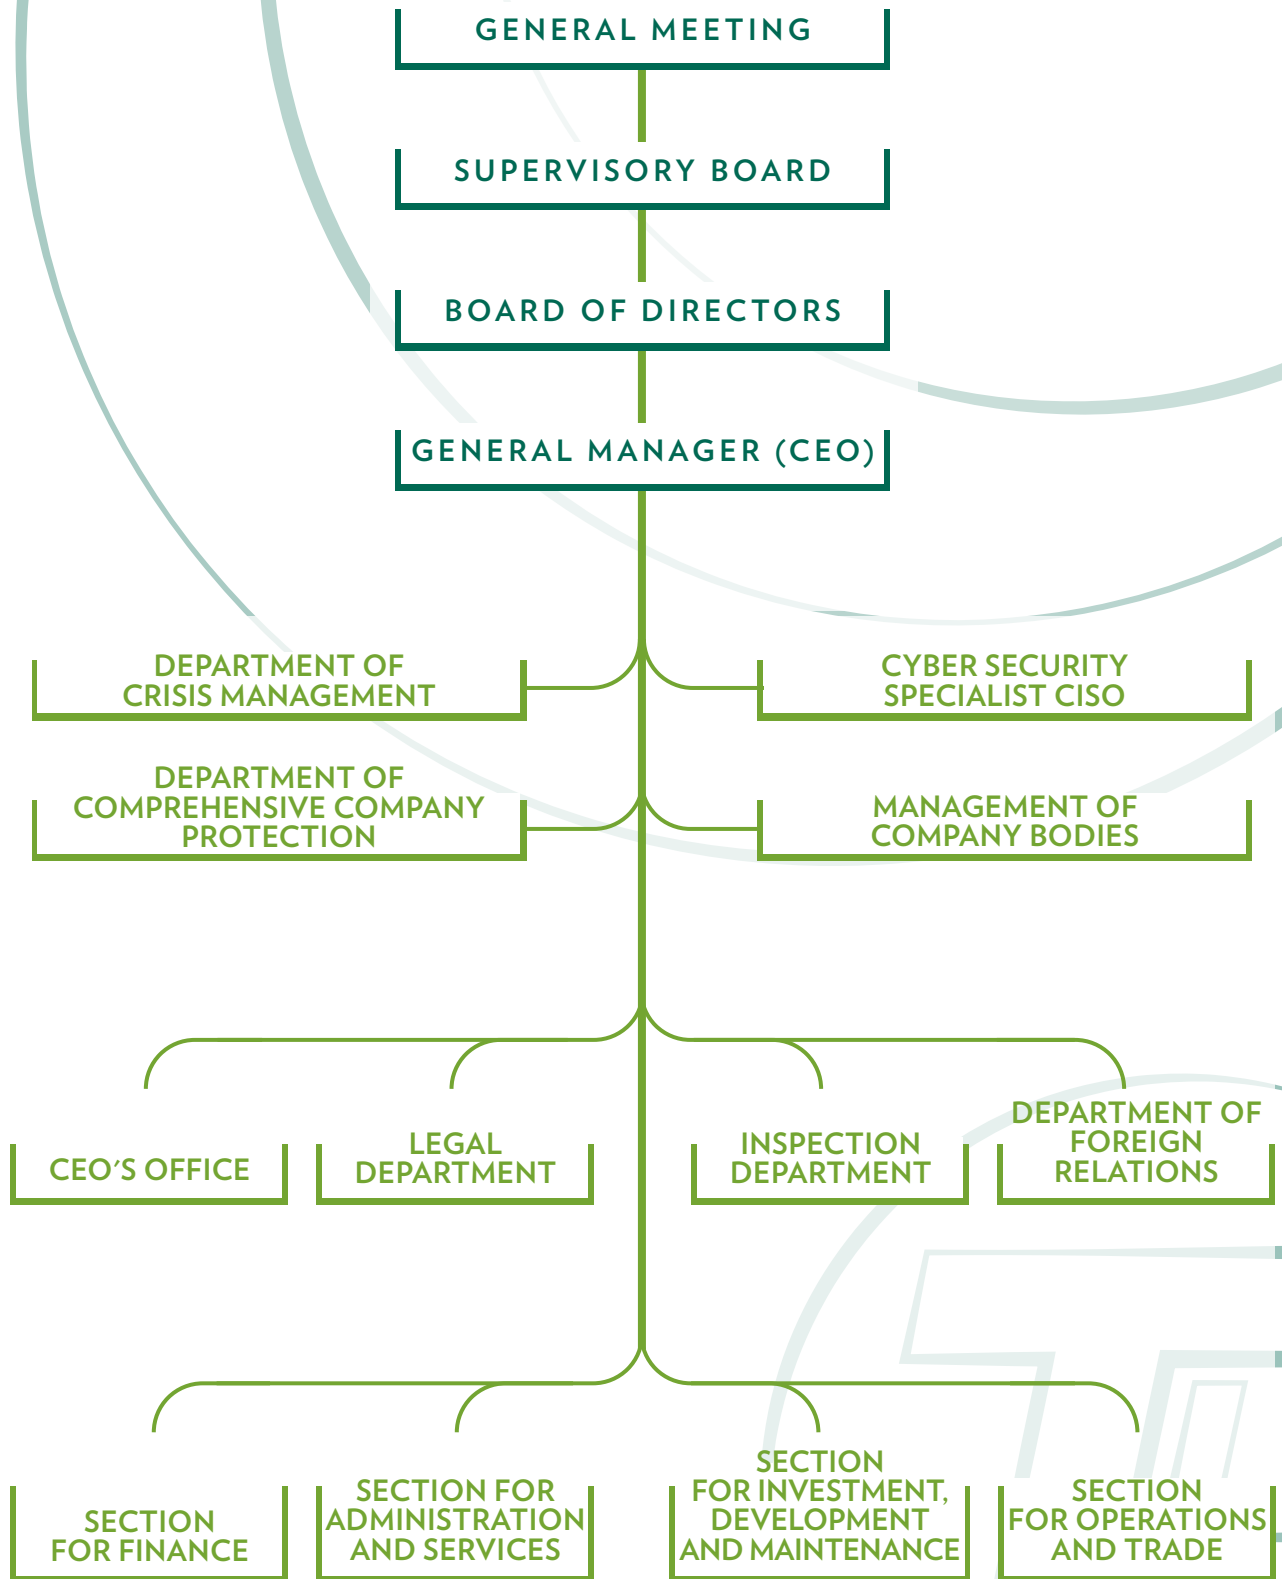 GENERAL MEETING
SUPERVISORY BOARD
BOARD OF DIRECTORS
GENERAL MANAGER (CEO)
DEPARTMENT OF
CRISIS MANAGEMENT
CYBER SECURITY
SPECIALIST CISO
DEPARTMENT OF
COMPREHENSIVE COMPANY
PROTECTION
MANAGEMENT OF
COMPANY BODIES
CEO´S OFFICE
LEGAL
DEPARTMENT
INSPECTION
DEPARTMENT
DEPARTMENT OF
FOREIGN
RELATIONS
SECTION
FOR FINANCE
SECTION FOR
ADMINISTRATION
AND SERVICES
SECTION
FOR INVESTMENT,
DEVELOPMENT
AND MAINTENANCE
SECTION
FOR OPERATIONS
AND TRADE